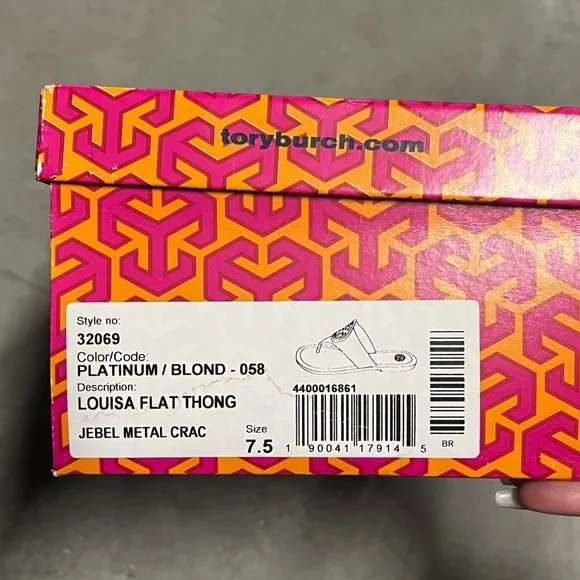 toryburch.com
Style no:
32069
Color/Code:
PLATINUM / BLOND - 058
Description:
LOUISA FLAT THONG
JEBEL METAL CRAC
Size
7.5
4400016861
1 90041 17914 5
BR